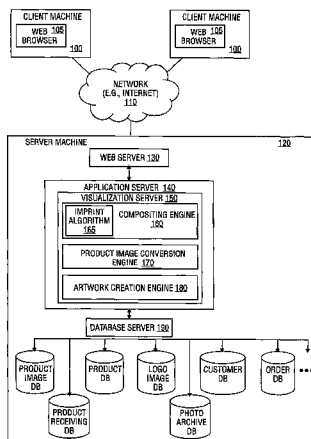 CLIENT MACHINE
WEB 105
BROWSER
100
CLIENT MACHINE
WEB 105
BROWSER
100
NETWORK
(E.G., INTERNET)
110
SERVER MACHINE
120
WEB SERVER 130
APPLICATION SERVER 140
VISUALIZATION SERVER 150
IMPRINT
ALGORITHM
165
COMPOSITING ENGINE
160
PRODUCT IMAGE CONVERSION
ENGINE 170
ARTWORK CREATION ENGINE 180
DATABASE SERVER 190
PRODUCT
IMAGE
DB
PRODUCT
DB
LOGO
IMAGE
DB
CUSTOMER
DB
ORDER
DB
PRODUCT
RECEIVING
DB
PHOTO
ARCHIVE
DB